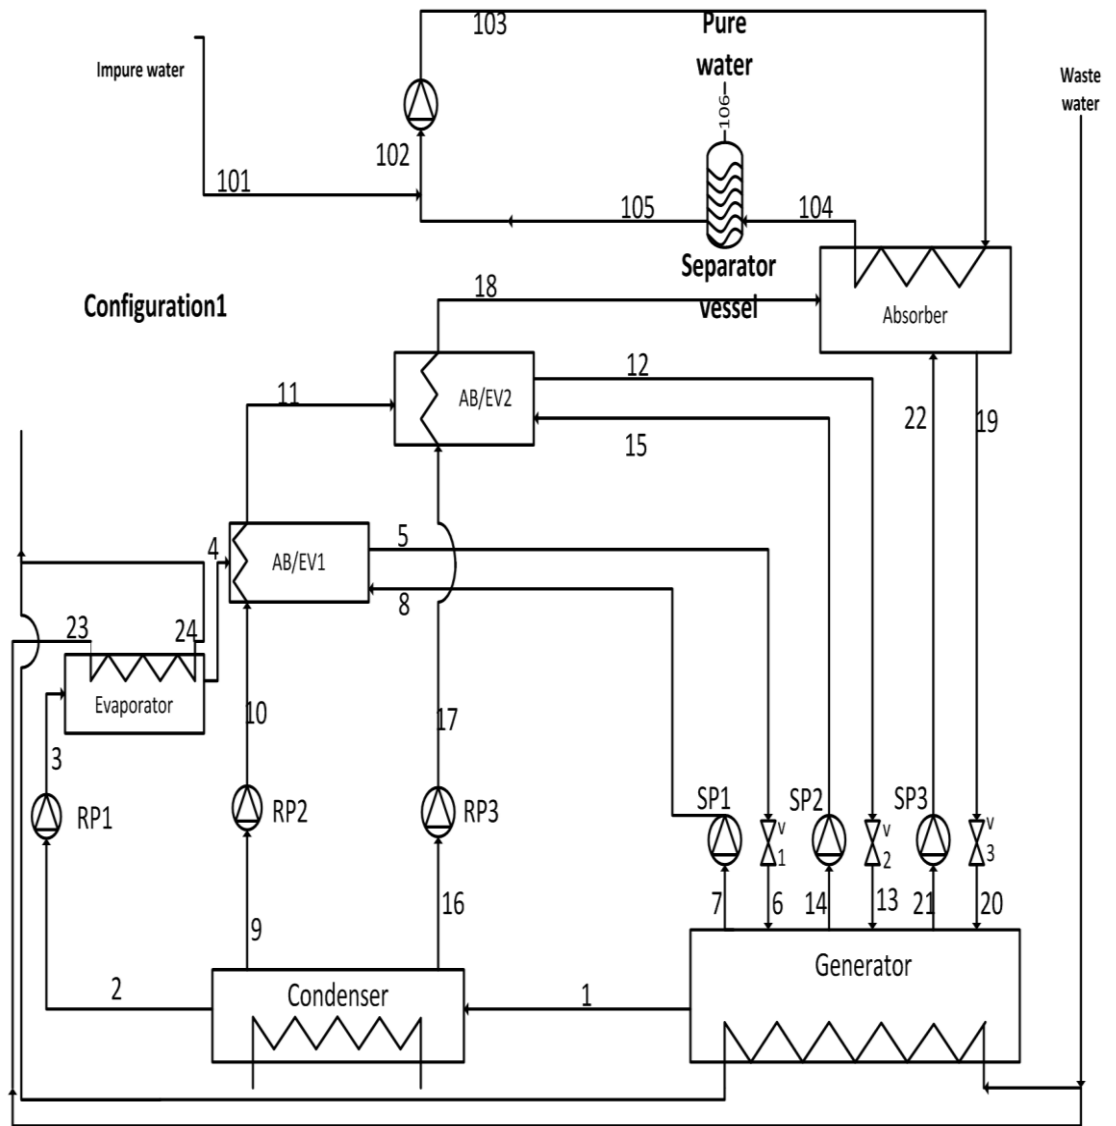 103
Pure
water
Impure water
Waste
water
106
102
101
105
104
Separator
vessel
18
Configuration1
Absorber
12
11
AB/EV2
22
19
15
5
4
AB/EV1
8
23
24
Evaporator
10
17
3
SP1
SP2
SP3
RP1
RP2
RP3
v
1
v
2
v
3
7
6
14
13
21
20
9
16
Generator
2
Condenser
1